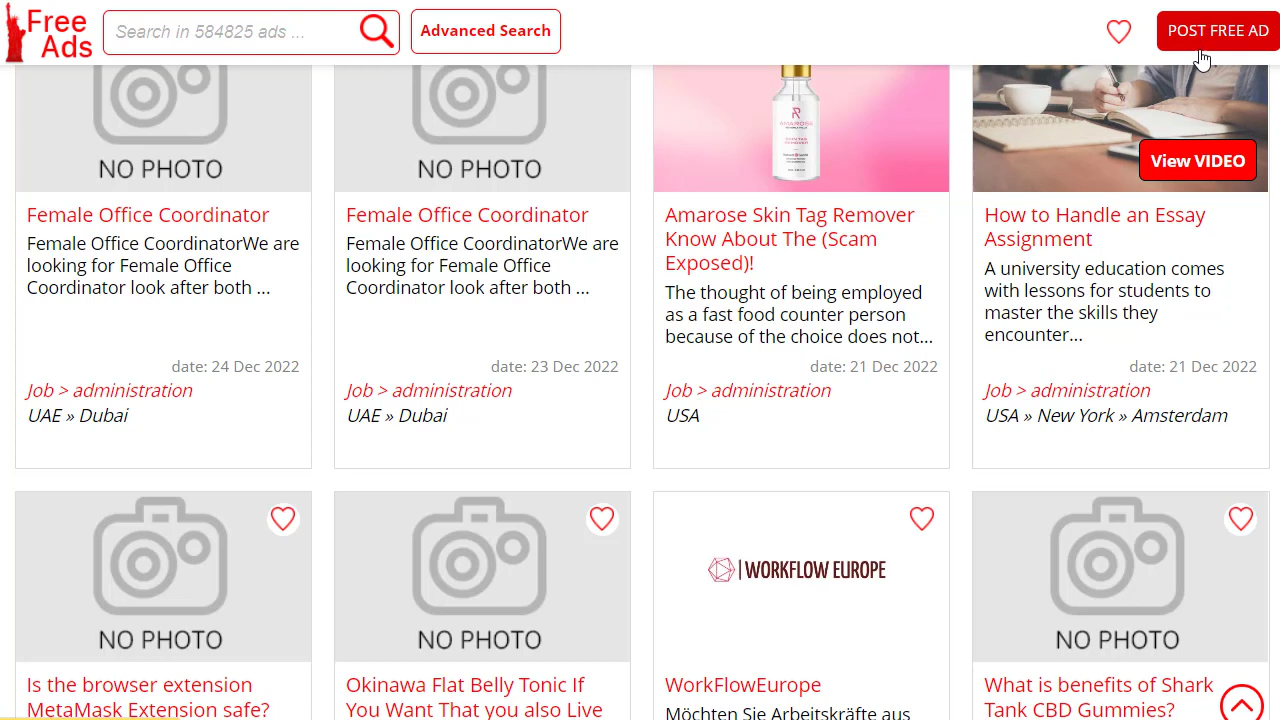 Free
Ads
Search in 584825 ads ...
Advanced Search
POST FREE AD
NO PHOTO
NO PHOTO
R
AMAROSE
View VIDEO
Female Office Coordinator
Female Office CoordinatorWe are
looking for Female Office
Coordinator look after both ...
date: 24 Dec 2022
Job > administration
UAE » Dubai
Female Office Coordinator
Female Office CoordinatorWe are
looking for Female Office
Coordinator look after both ...
date: 23 Dec 2022
Job > administration
UAE » Dubai
Amarose Skin Tag Remover
Know About The (Scam
Exposed)!
The thought of being employed
as a fast food counter person
because of the choice does not...
date: 21 Dec 2022
Job > administration
USA
How to Handle an Essay
Assignment
A university education comes
with lessons for students to
master the skills they
encounter...
date: 21 Dec 2022
Job > administration
USA » New York » Amsterdam
NO PHOTO
NO PHOTO
WORKFLOW EUROPE
NO PHOTO
Is the browser extension
MetaMask Extension safe?
Okinawa Flat Belly Tonic If
You Want That you also Live
WorkFlowEurope
Möchten Sie Arbeitskräfte aus
What is benefits of Shark
Tank CBD Gummies?